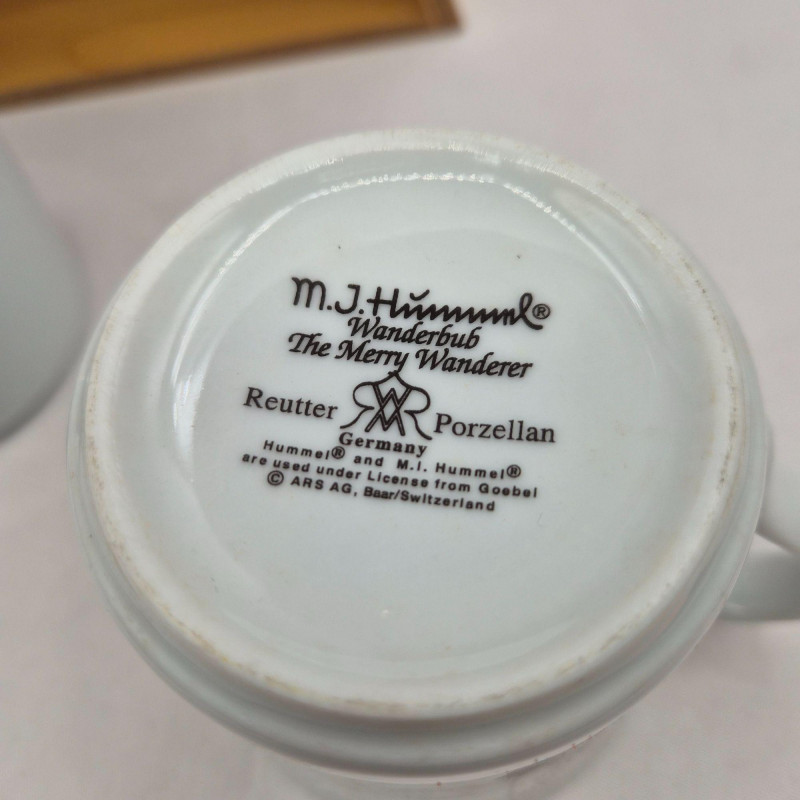 M.J.Hummel®
Wanderbub
The Merry Wanderer
Reutter Porzellan
Germany
Hummel® and M.I. Hummel®
are used under License from Goebel
© ARS AG, Baar/Switzerland